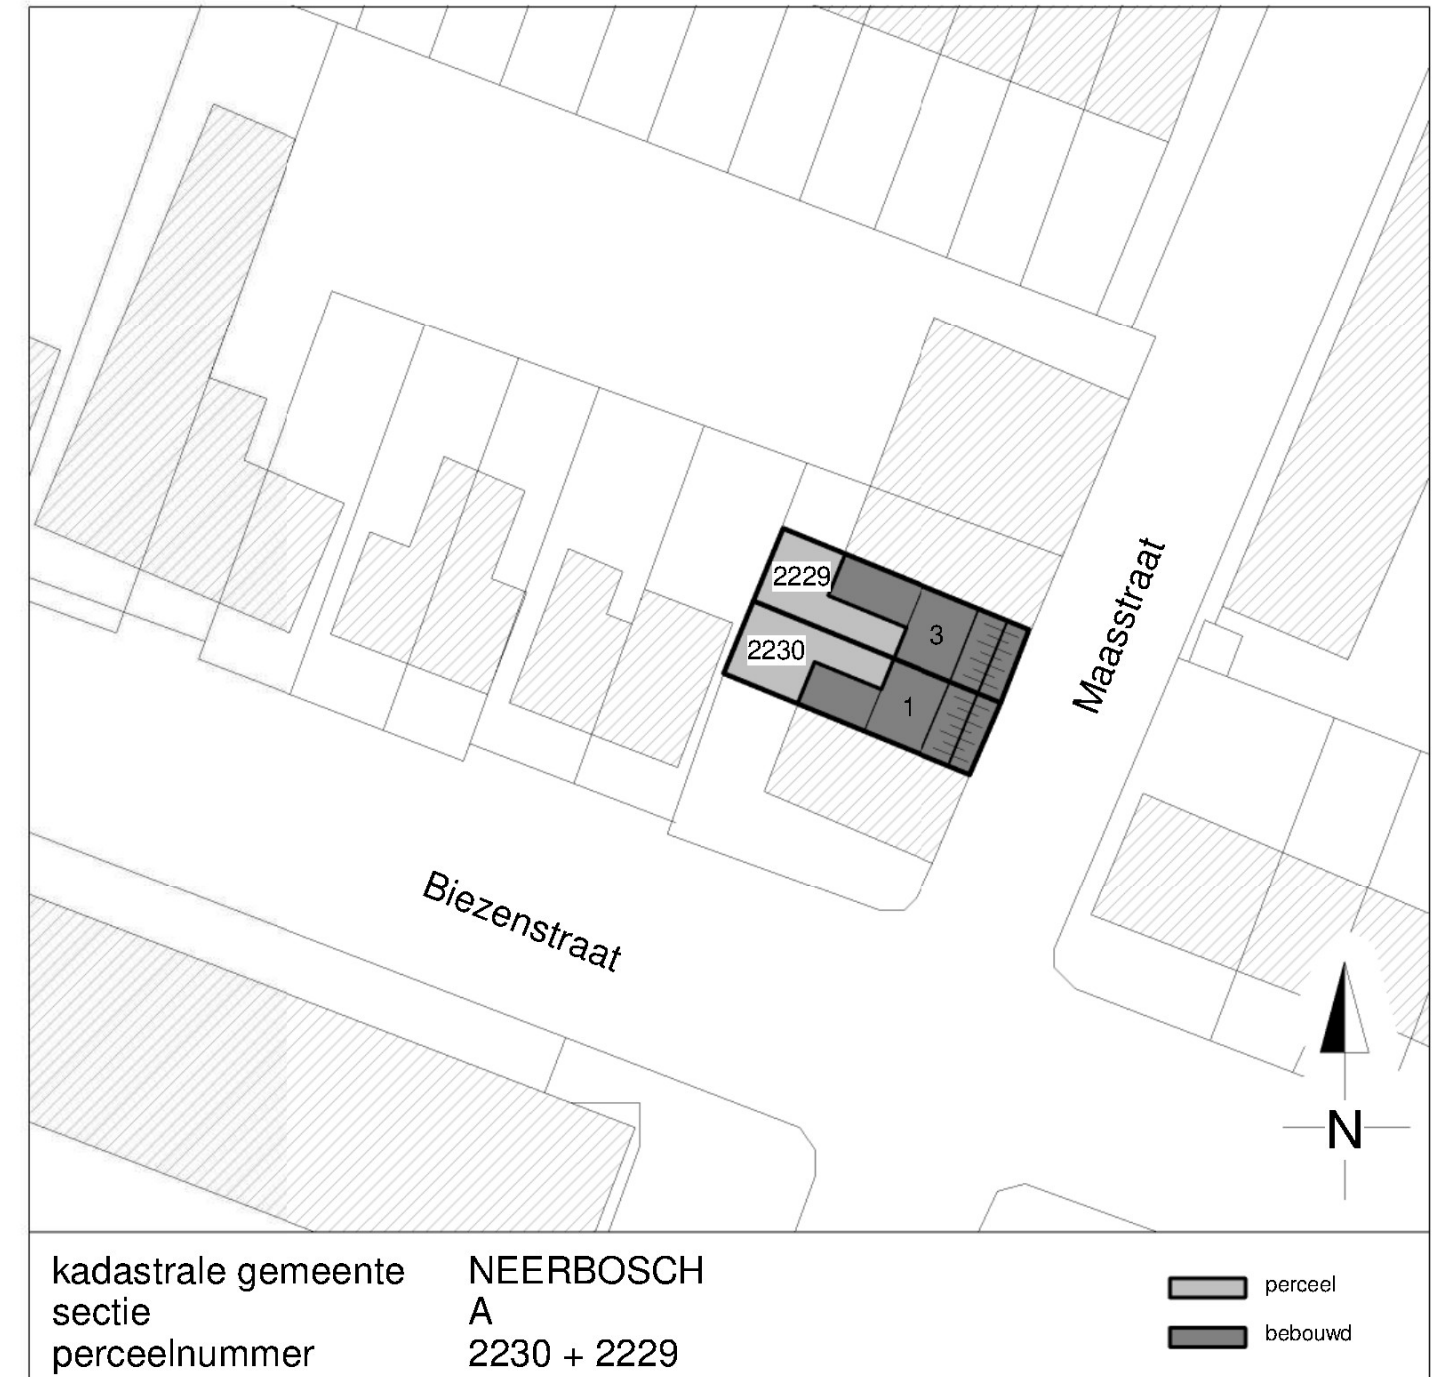 2229
3
2230
1
Maasstraat
Biezenstraat
N
kadastrale gemeente NEERBOSCH
sectie A
perceelnummer 2230 + 2229
perceel
bebouwd